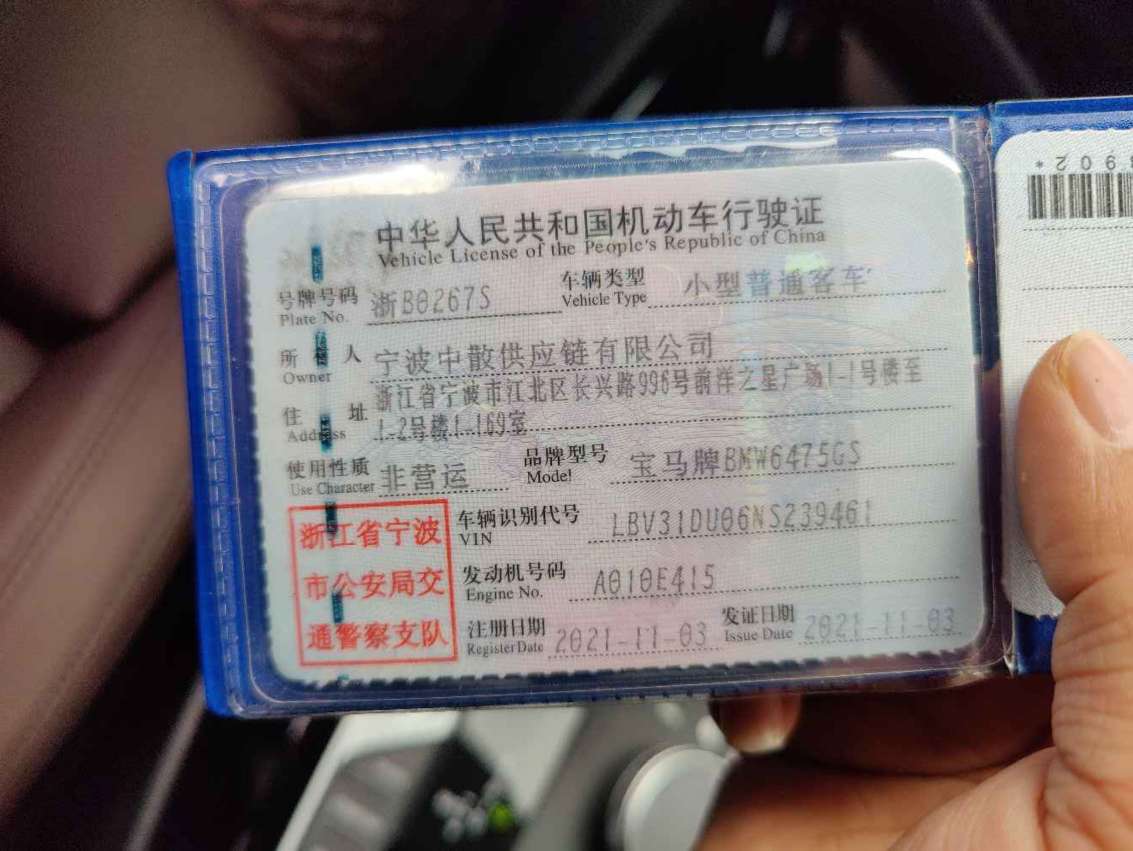 中华人民共和国机动车行驶证
Vehicle License of the People's Republic of China
号牌号码 浙B0267S 车辆类型 小型普通客车
Plate No. Vehicle Type
所有人 宁波中散供应链有限公司
Owner
住址 浙江省宁波市江北区长兴路996号前洋之星广场1-1号楼至
Address 1-2号楼1-169室
使用性质 非营运 品牌型号 宝马牌BMW6475GS
Use Character Model
浙江省宁波
市公安局交
通警察支队
车辆识别代号 LBV31DU06NS239461
VIN
发动机号码 A010E415
Engine No.
注册日期 2021-11-03 发证日期 2021-11-03
Register Date Issue Date